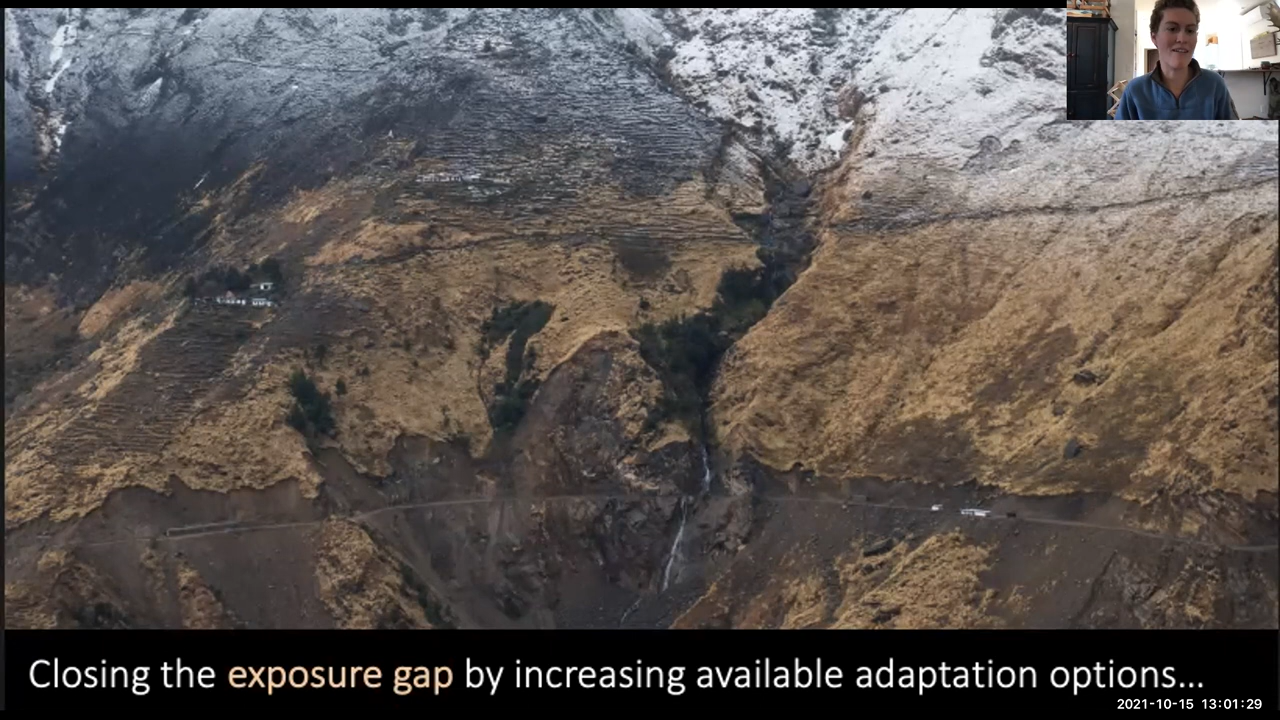 Closing the exposure gap by increasing available adaptation options...
2021-10-15 13:01:29